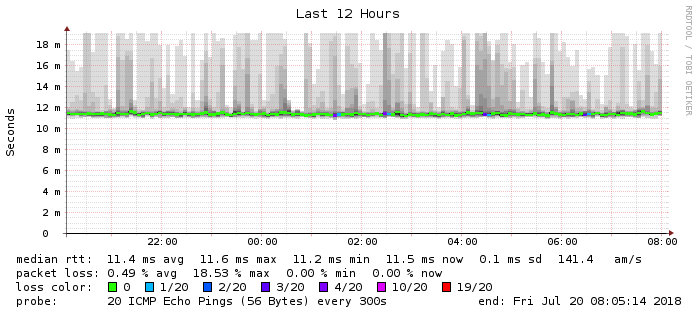 Last 12 Hours
RRDTOOL / TOBI OETIKER
Seconds
18 m
16 m
14 m
12 m
10 m
8 m
6 m
4 m
2 m
0
22:00 00:00 02:00 04:00 06:00 08:00
median rtt: 11.4 ms avg 11.6 ms max 11.2 ms min 11.5 ms now 0.1 ms sd 141.4 am/s
packet loss: 0.49 % avg 18.53 % max 0.00 % min 0.00 % now
loss color: 0 1/20 2/20 3/20 4/20 10/20 19/20
probe: 20 ICMP Echo Pings (56 Bytes) every 300s end: Fri Jul 20 08:05:14 2018